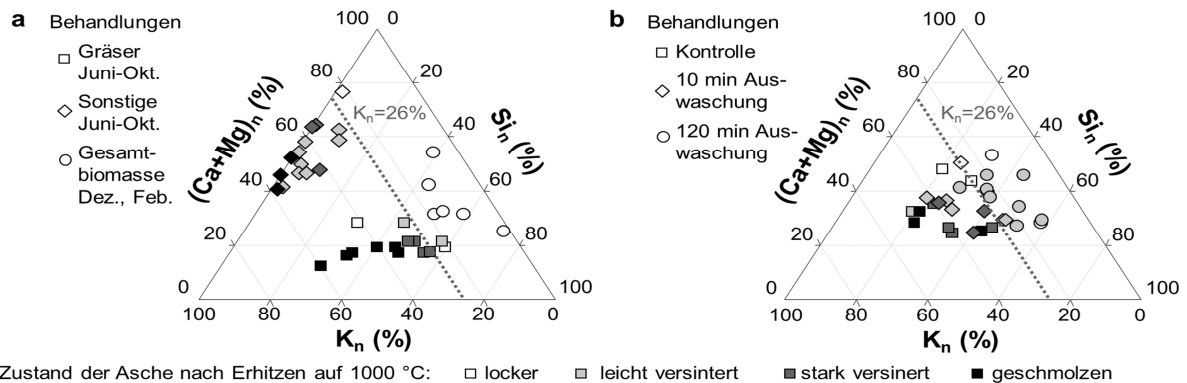 a
Behandlungen
Gräser
Juni-Okt.
Sonstige
Juni-Okt.
Gesamt-
biomasse
Dez., Feb.
100 0
80 20
60 40
40 60
20 80
0 100
100 80 60 40 20 0
(Ca+Mg)n (%)
Sin (%)
Kn=26%
Kn (%)
b
Behandlungen
Kontrolle
10 min Aus-
waschung
120 min Aus-
waschung
100 0
80 20
60 40
40 60
20 80
0 100
100 80 60 40 20 0
(Ca+Mg)n (%)
Sin (%)
Kn=26%
Kn (%)
Zustand der Asche nach Erhitzen auf 1000 °C: locker leicht versintert stark versinert geschmolzen